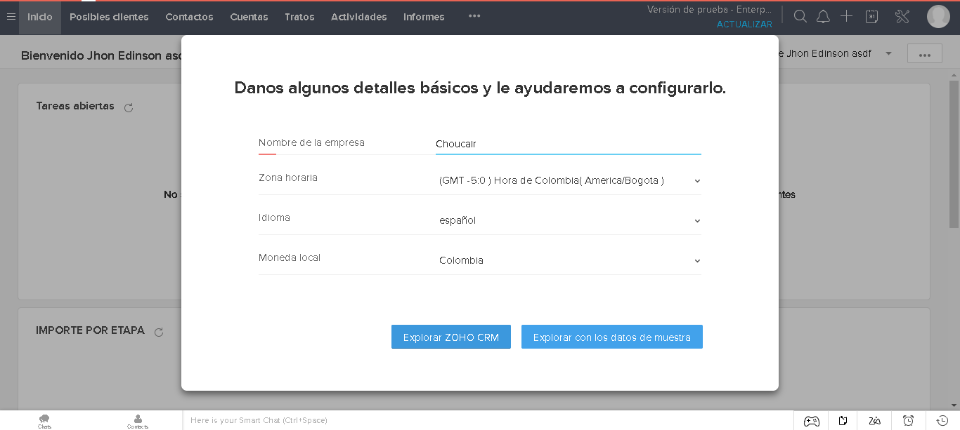 Inicio Posibles clientes Contactos Cuentas Tratos Actividades Informes ...
Versión de prueba - Enterp...
ACTUALIZAR
Bienvenido Jhon Edinson asd
e Jhon Edinson asdf
Tareas abiertas
Danos algunos detalles básicos y le ayudaremos a configurarlo.
Nombre de la empresa Choucair
Zona horaria (GMT -5:0 ) Hora de Colombia( America/Bogota )
No
ntes
Idioma español
Moneda local Colombia
IMPORTE POR ETAPA
Explorar ZOHO CRM Explorar con los datos de muestra
Chats Contacts Here is your Smart Chat (Ctrl+Space)